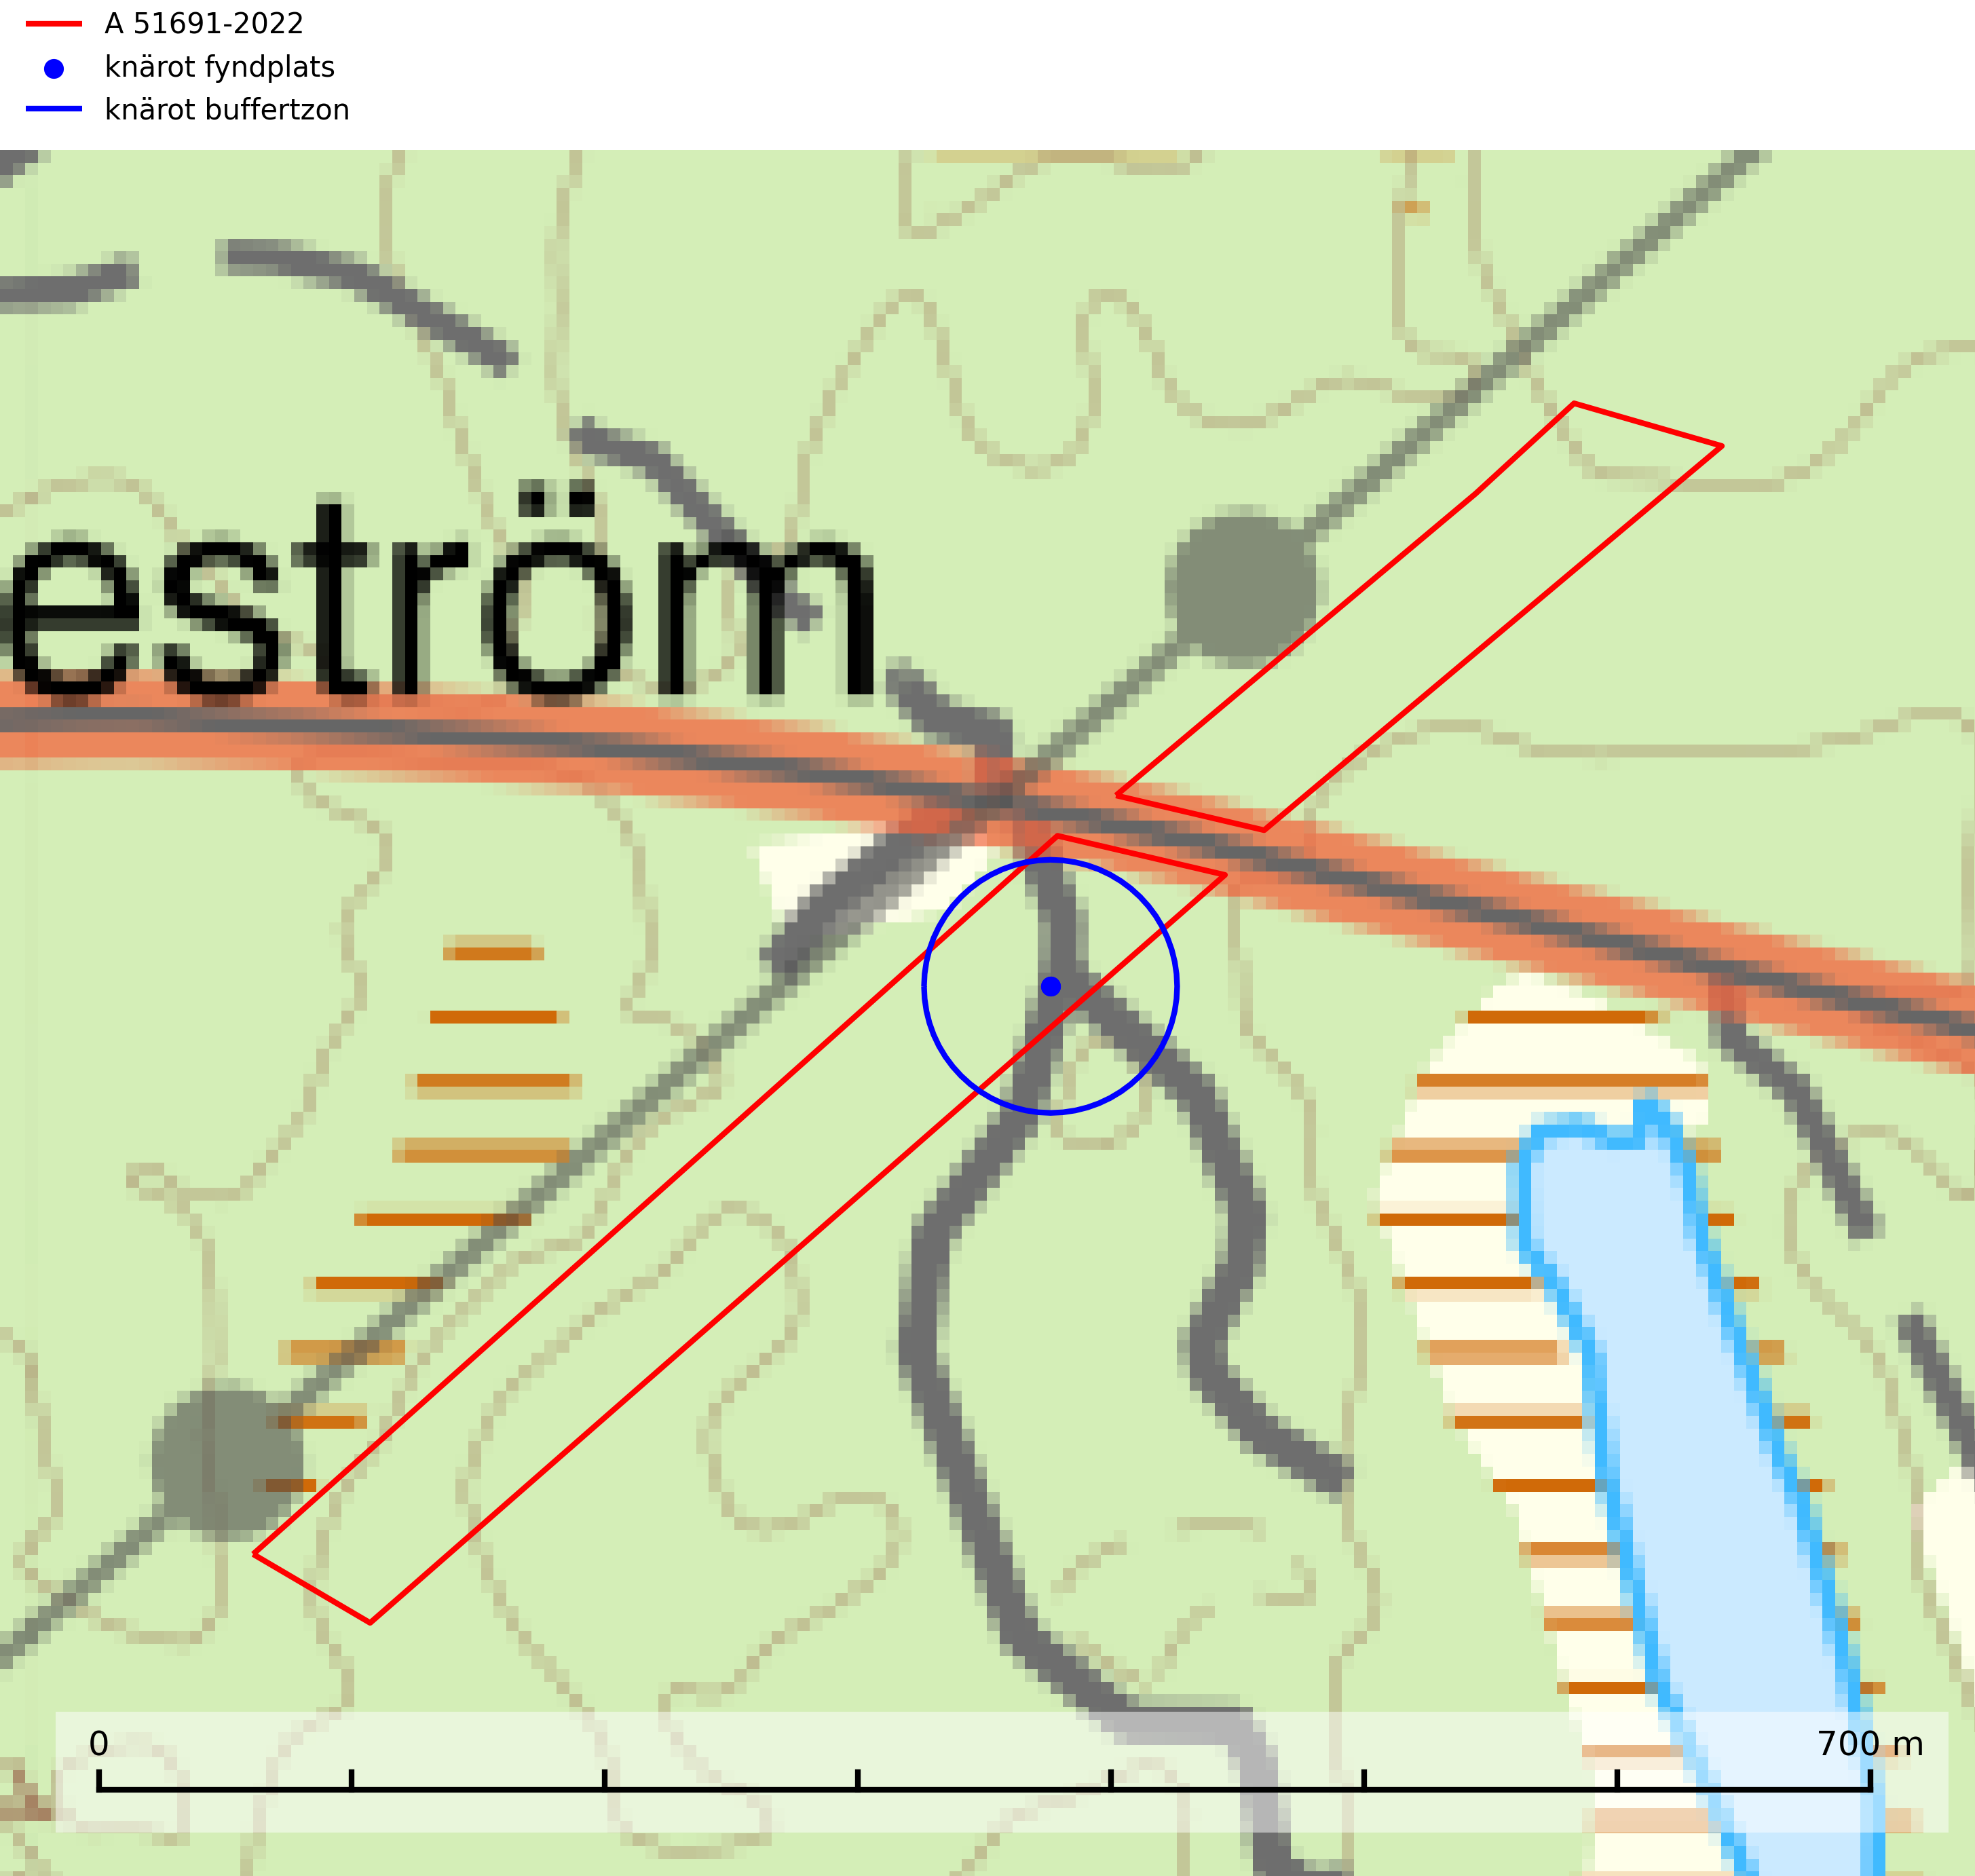 A 51691-2022
knärot fyndplats
knärot buffertzon
eström
0 700 m